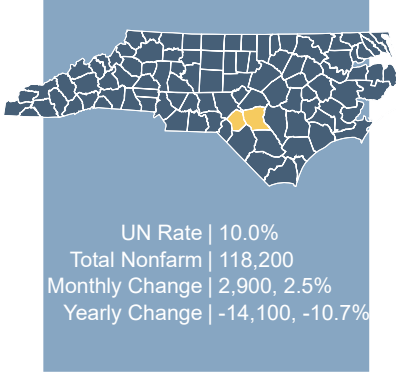 UN Rate | 10.0%
Total Nonfarm | 118,200
Monthly Change | 2,900, 2.5%
Yearly Change | -14,100, -10.7%